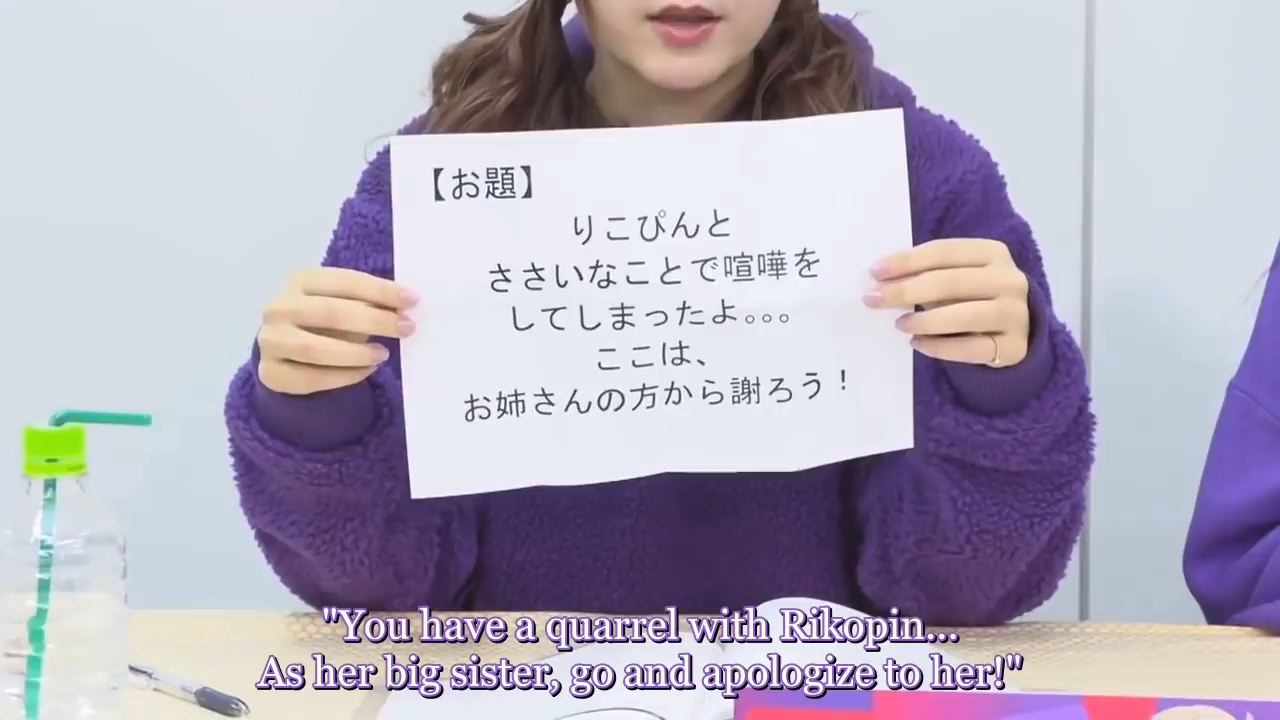 【お題】
りこぴんと
ささいなことで喧嘩を
してしまったよ。。。
ここは、
お姉さんの方から謝ろう！
"You have a quarrel with Rikopin...
As her big sister, go and apologize to her!"